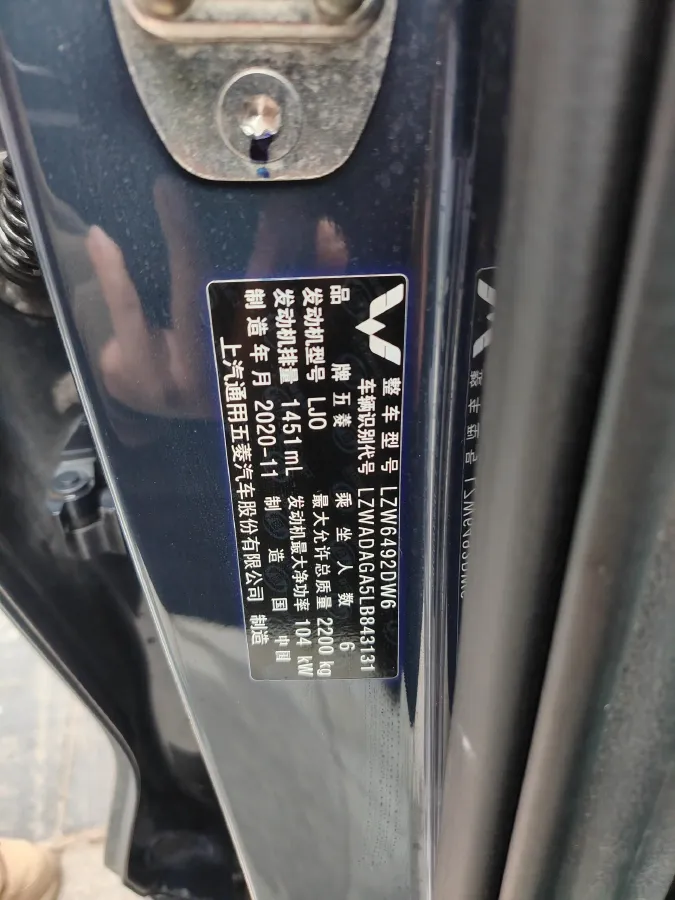 整车型号 LZW6492DW6
车辆识别代号 LZWADAGA5LB843131
品牌 五菱 乘坐人数 6
发动机型号 LJO 最大允许总质量 2200 kg
发动机排量 1451 mL 发动机最大净功率 104 kW
制造年月 2020-11 制造国 中国
上汽通用五菱汽车股份有限公司 制造